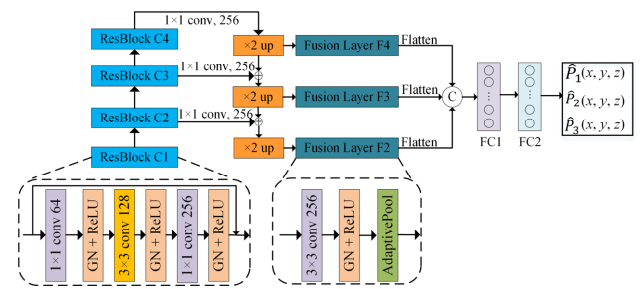 1×1 conv, 256
ResBlock C4
×2 up
Fusion Layer F4
Flatten
1×1 conv, 256
ResBlock C3
×2 up
Fusion Layer F3
Flatten
C
1×1 conv, 256
ResBlock C2
×2 up
Fusion Layer F2
Flatten
ResBlock C1
FC1
FC2
P̂₁(x, y, z)
P̂₂(x, y, z)
P̂₃(x, y, z)
1×1 conv 64
GN + ReLU
3×3 conv 128
GN + ReLU
1×1 conv 256
GN + ReLU
3×3 conv 256
GN + ReLU
AdaptivePool